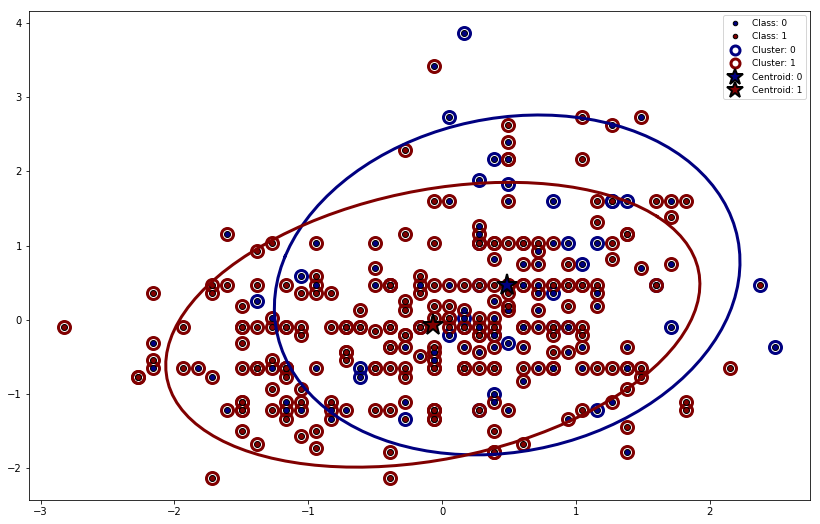 4
3
2
1
0
−1
−2
−3
−2
−1
0
1
2
Class: 0
Class: 1
Cluster: 0
Cluster: 1
Centroid: 0
Centroid: 1